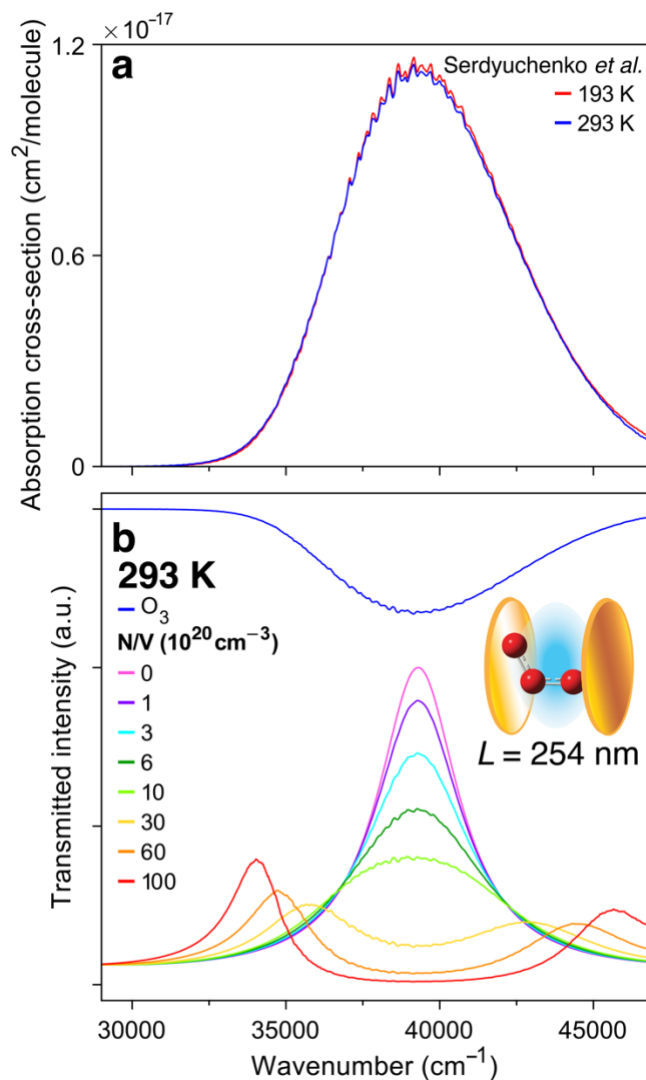 ×10⁻¹⁷
1.2
a
Serdyuchenko et al.
193 K
293 K
0.6
0
Absorption cross-section (cm²/molecule)
b
293 K
O₃
N/V (10²⁰ cm⁻³)
0
1
3
6
10
30
60
100
L = 254 nm
Transmitted intensity (a.u.)
30000 35000 40000 45000
Wavenumber (cm⁻¹)